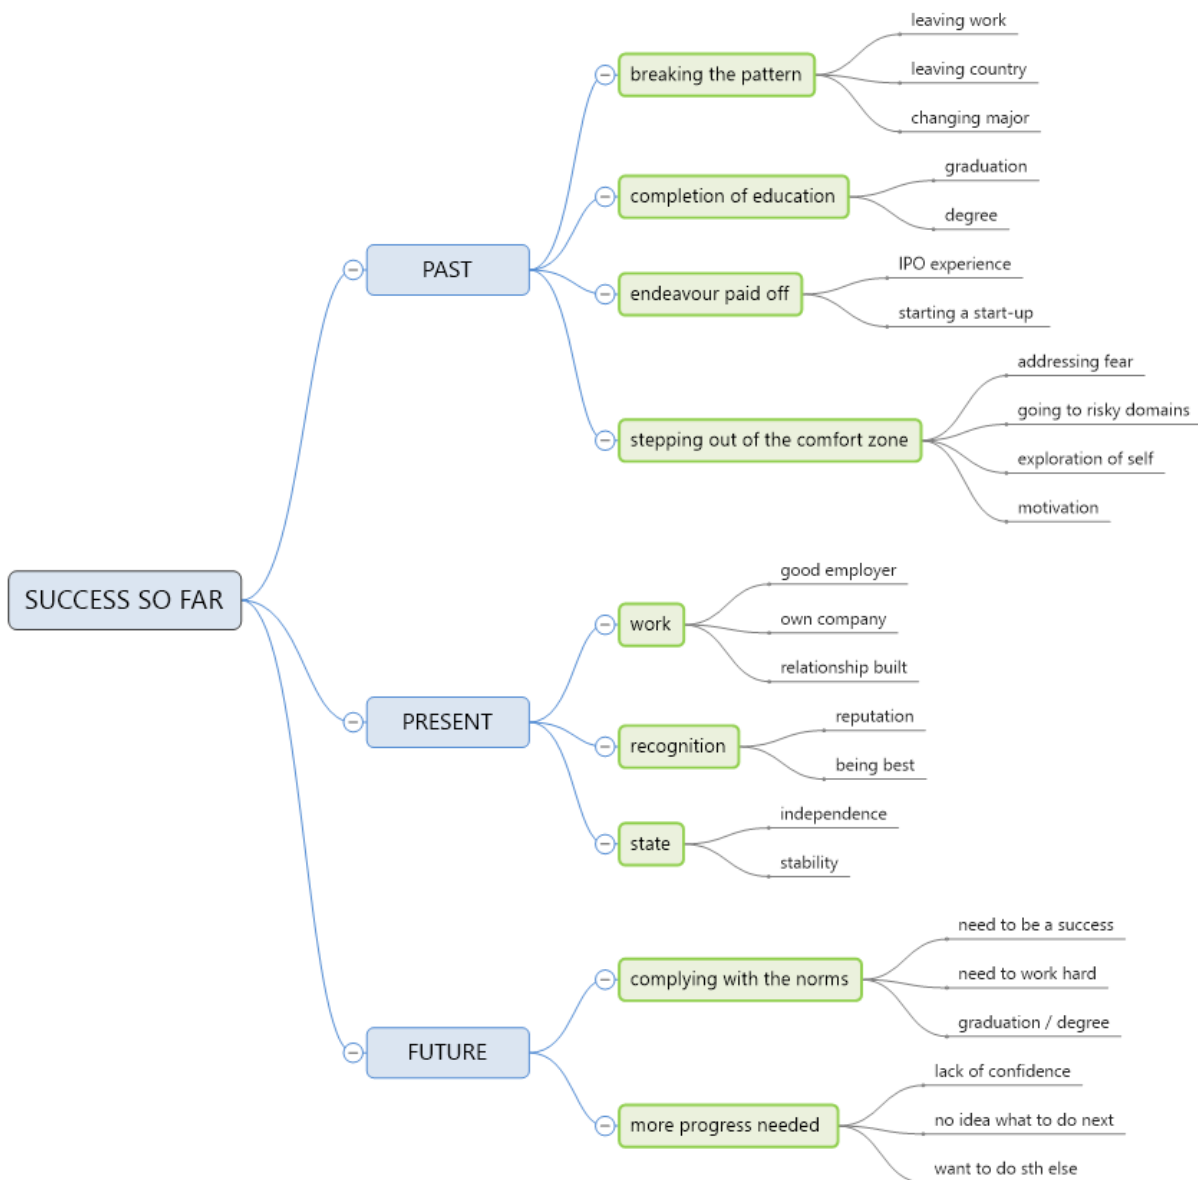 SUCCESS SO FAR
PAST
breaking the pattern
leaving work
leaving country
changing major
completion of education
graduation
degree
endeavour paid off
IPO experience
starting a start-up
stepping out of the comfort zone
addressing fear
going to risky domains
exploration of self
motivation
PRESENT
work
good employer
own company
relationship built
recognition
reputation
being best
state
independence
stability
FUTURE
complying with the norms
need to be a success
need to work hard
graduation / degree
more progress needed
lack of confidence
no idea what to do next
want to do sth else